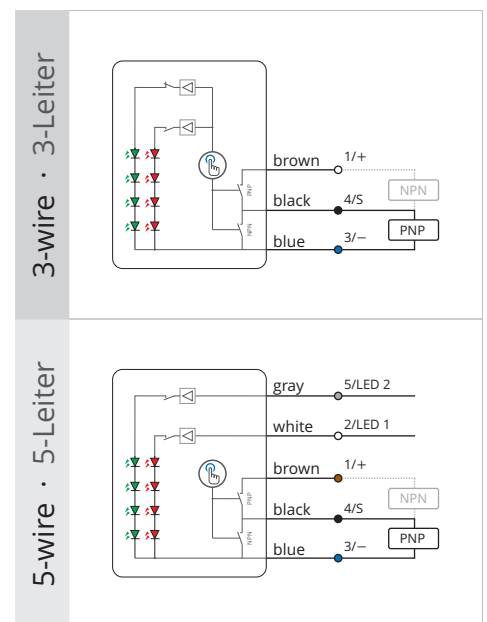 3-wire · 3-Leiter
brown 1/+
PNP
NPN
black 4/S
NPN
PNP
blue 3/−
5-wire · 5-Leiter
gray 5/LED 2
white 2/LED 1
brown 1/+
PNP
NPN
black 4/S
NPN
PNP
blue 3/−